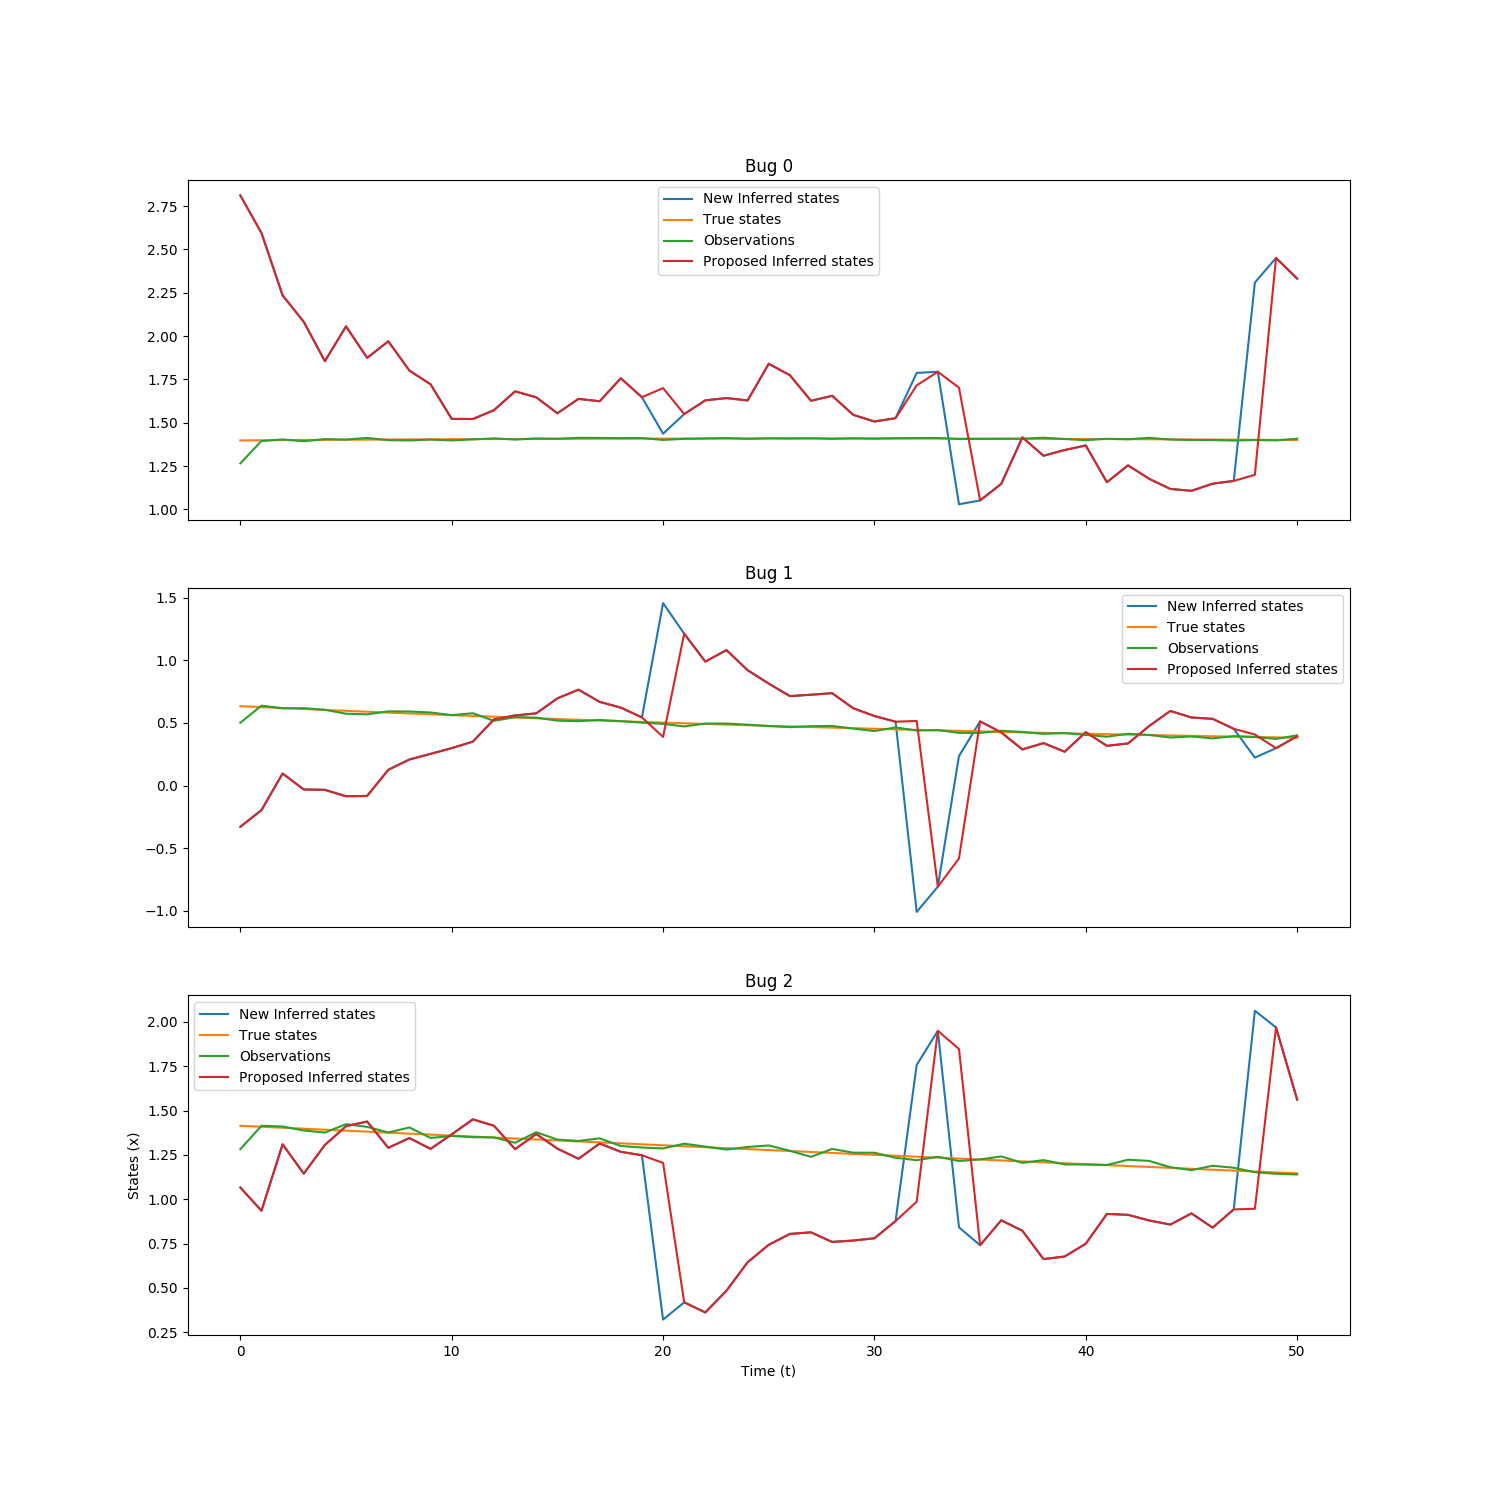 Bug 0
New Inferred states
True states
Observations
Proposed Inferred states
2.75
2.50
2.25
2.00
1.75
1.50
1.25
1.00
Bug 1
New Inferred states
True states
Observations
Proposed Inferred states
1.5
1.0
0.5
0.0
−0.5
−1.0
Bug 2
New Inferred states
True states
Observations
Proposed Inferred states
States (x)
2.00
1.75
1.50
1.25
1.00
0.75
0.50
0.25
0 10 20 30 40 50
Time (t)